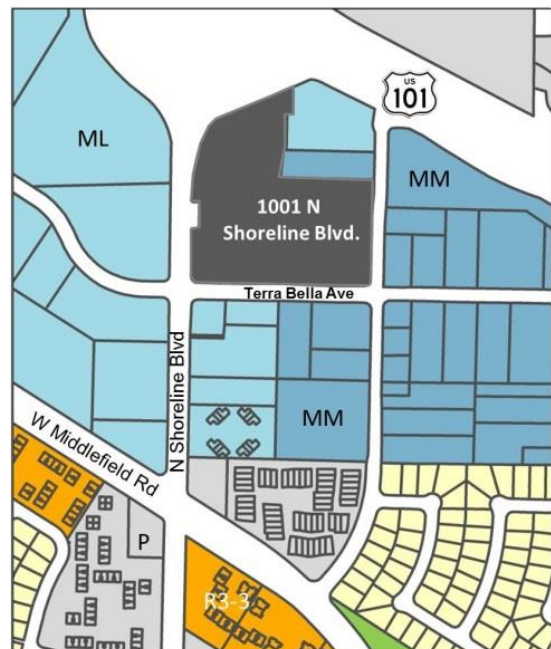 US
101
ML
MM
1001 N
Shoreline Blvd.
Terra Bella Ave
N Shoreline Blvd
MM
W Middlefield Rd
P
R3-3